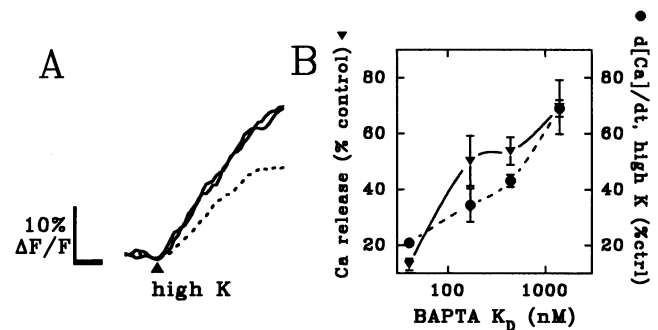 A
10%
ΔF/F
high K
B
Ca release (% control) ▼
80
60
40
20
80
60
40
20
● d[Ca]/dt, high K (%ctrl)
100
1000
BAPTA K_D (nM)